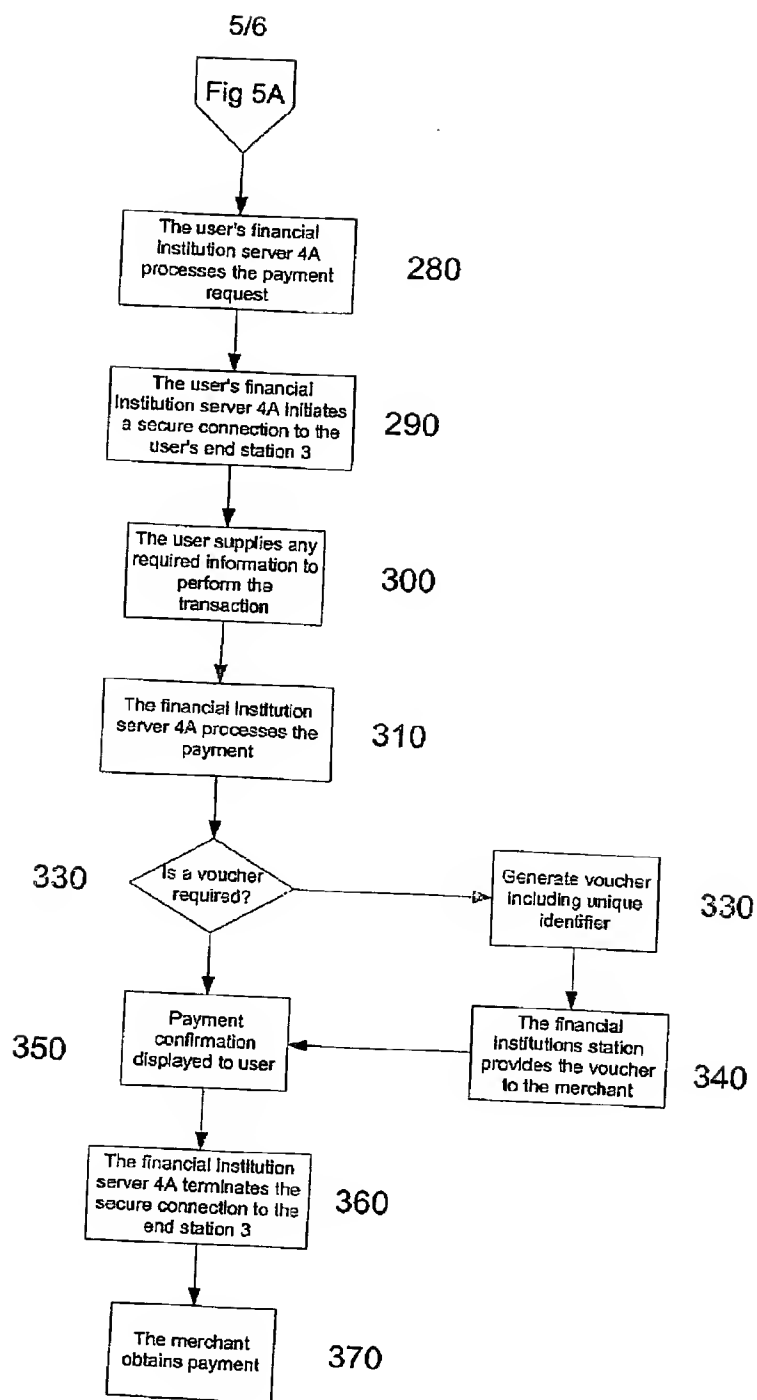 5/6
Fig 5A
The user's financial
Institution server 4A
processes the payment
request
280
The user's financial
Institution server 4A initiates
a secure connection to the
user's end station 3
290
The user supplies any
required information to
perform the
transaction
300
The financial Institution
server 4A processes the
payment
310
330
Is a voucher
required?
Generate voucher
including unique
identifier
330
350
Payment
confirmation
displayed to user
The financial
institutions station
provides the voucher
to the merchant
340
The financial Institution
server 4A terminates the
secure connection to the
end station 3
360
The merchant
obtains payment
370